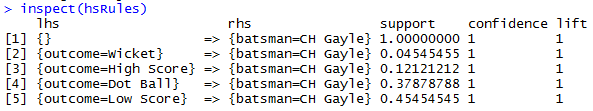 > inspect(hsRules)
lhs rhs support confidence lift
[1] {} => {batsman=CH Gayle} 1.00000000 1 1
[2] {outcome=Wicket} => {batsman=CH Gayle} 0.04545455 1 1
[3] {outcome=High Score} => {batsman=CH Gayle} 0.12121212 1 1
[4] {outcome=Dot Ball} => {batsman=CH Gayle} 0.37878788 1 1
[5] {outcome=Low Score} => {batsman=CH Gayle} 0.45454545 1 1